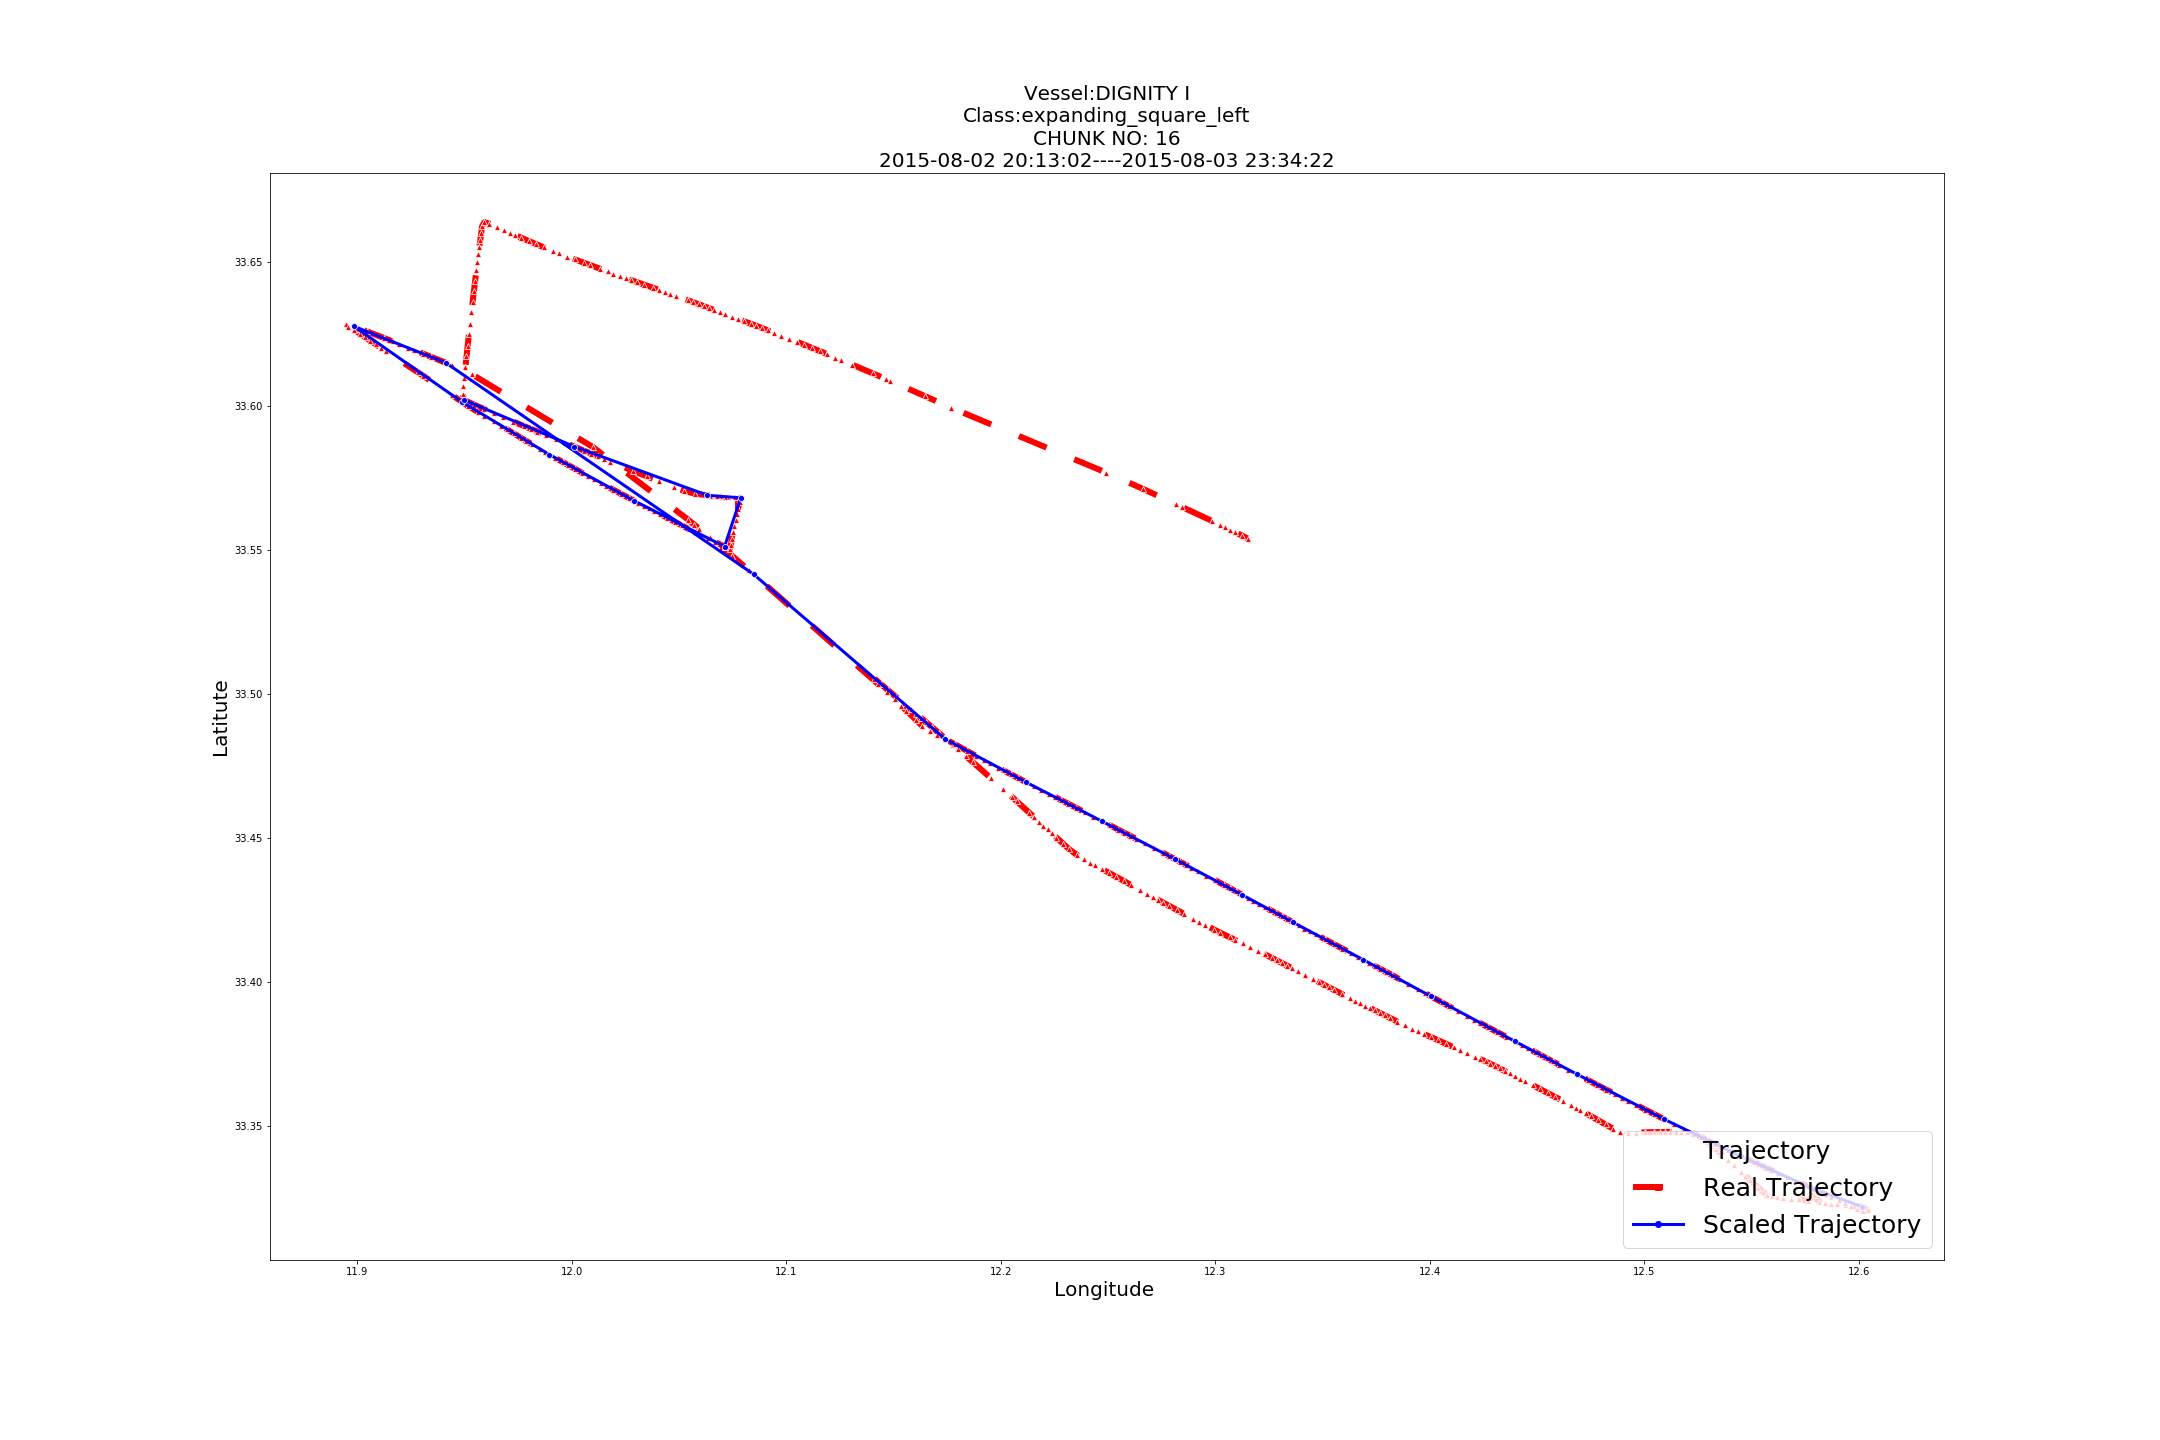 Vessel:DIGNITY I
Class:expanding_square_left
CHUNK NO: 16
2015-08-02 20:13:02----2015-08-03 23:34:22
Latitute
33.65
33.60
33.55
33.50
33.45
33.40
33.35
Trajectory
Real Trajectory
Scaled Trajectory
11.9 12.0 12.1 12.2 12.3 12.4 12.5 12.6
Longitude